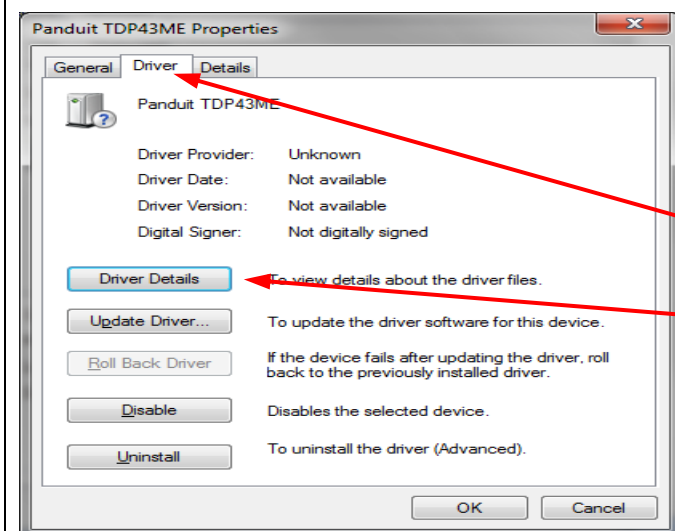 Panduit TDP43ME Properties
General Driver Details
Panduit TDP43ME
Driver Provider: Unknown
Driver Date: Not available
Driver Version: Not available
Digital Signer: Not digitally signed
Driver Details To view details about the driver files.
Update Driver... To update the driver software for this device.
Roll Back Driver If the device fails after updating the driver, roll
back to the previously installed driver.
Disable Disables the selected device.
Uninstall To uninstall the driver (Advanced).
OK Cancel